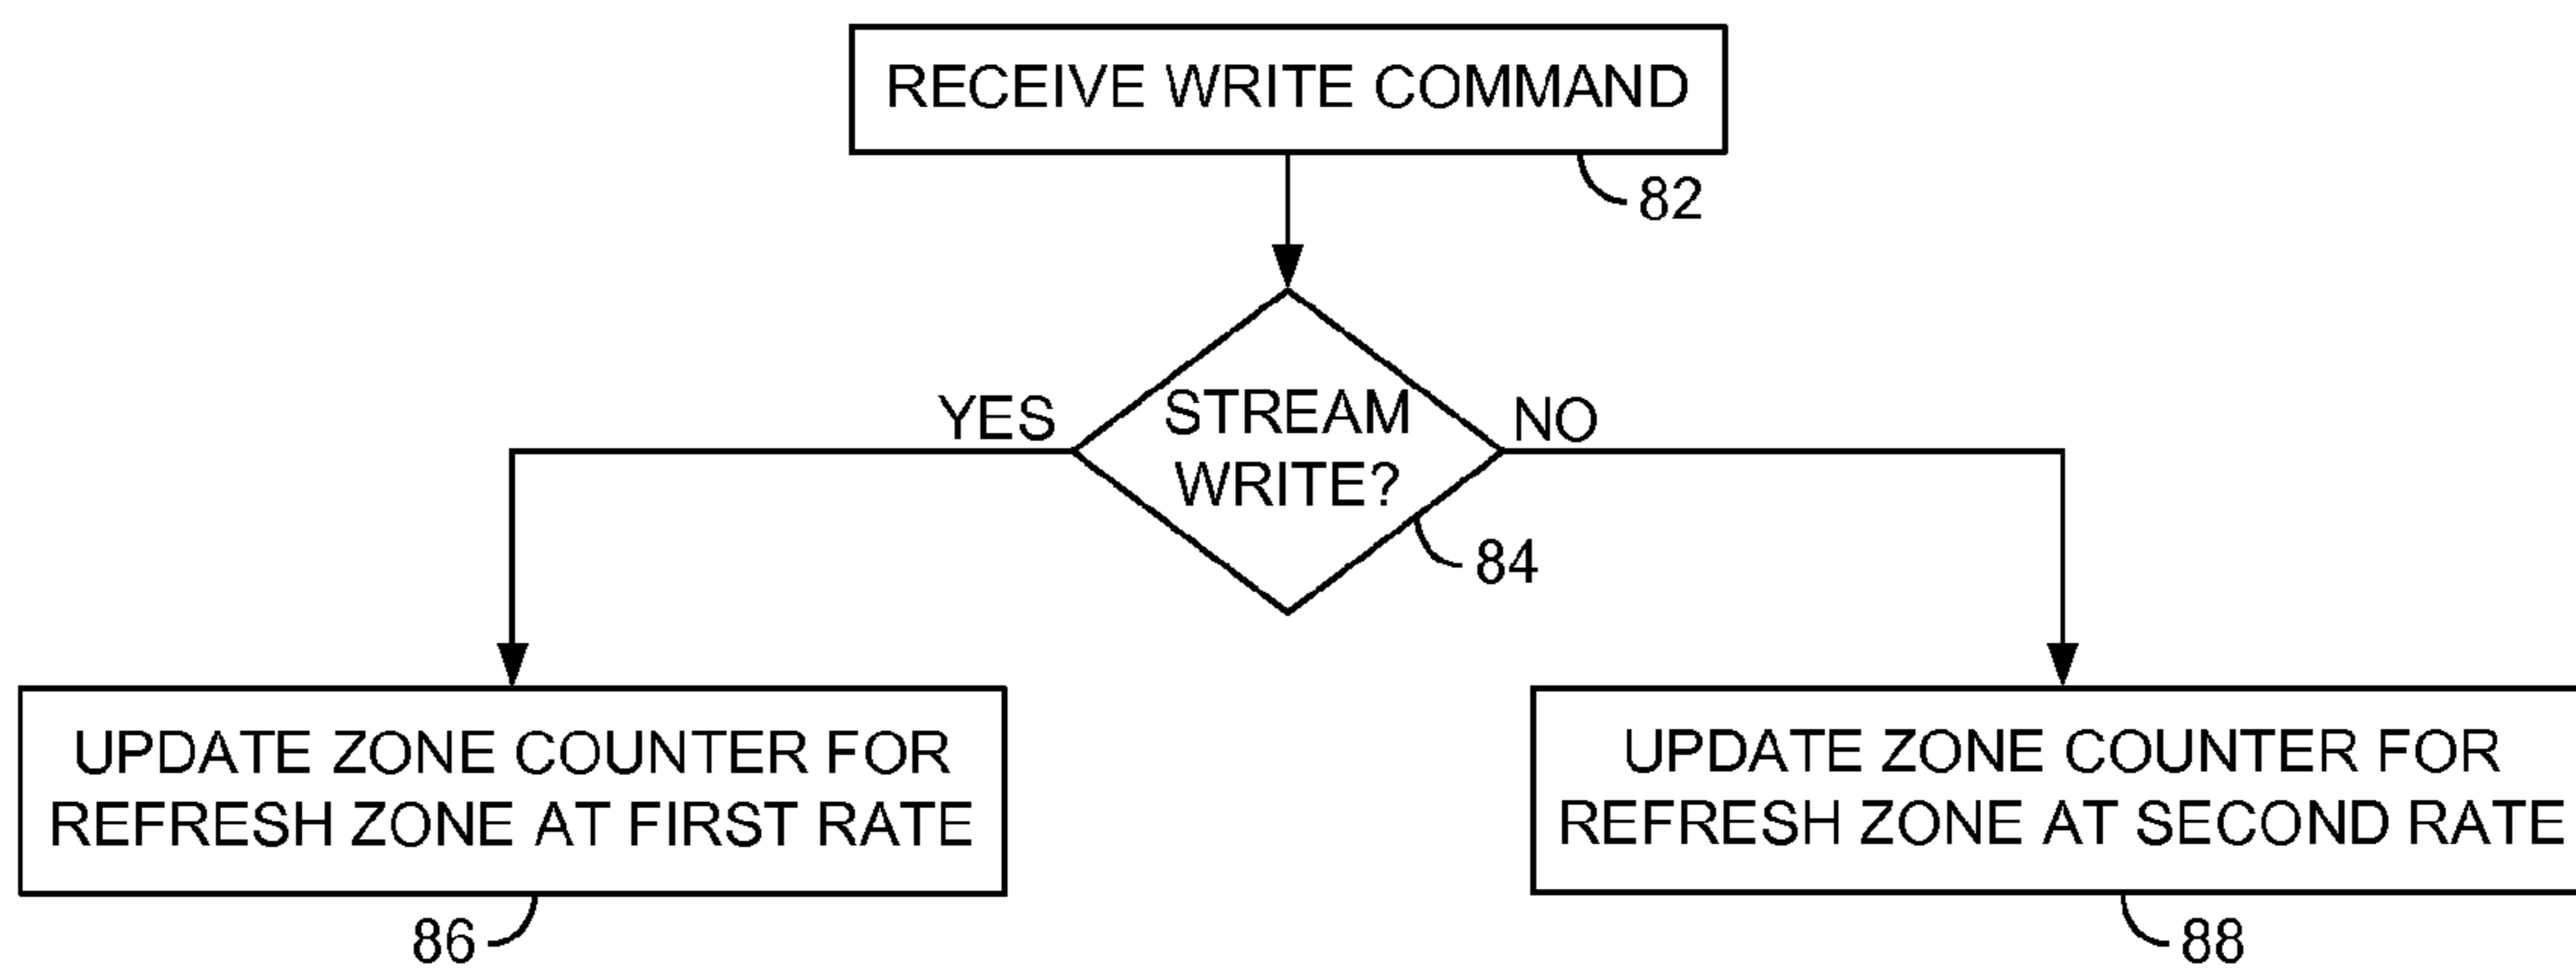 RECEIVE WRITE COMMAND
82
YES
STREAM
WRITE?
NO
84
UPDATE ZONE COUNTER FOR
REFRESH ZONE AT FIRST RATE
86
UPDATE ZONE COUNTER FOR
REFRESH ZONE AT SECOND RATE
88